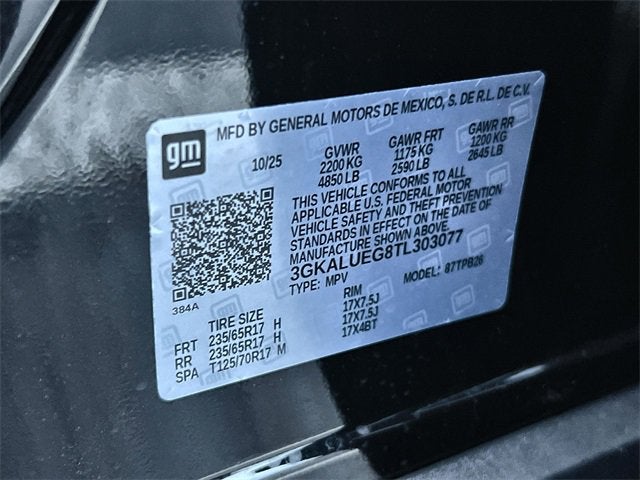 gm
MFD BY GENERAL MOTORS DE MEXICO, S. DE R.L. DE C.V.
10/25 GVWR GAWR FRT GAWR RR
2200 KG 1175 KG 1200 KG
4850 LB 2590 LB 2645 LB
THIS VEHICLE CONFORMS TO ALL
APPLICABLE U.S. FEDERAL MOTOR
VEHICLE SAFETY AND THEFT PREVENTION
STANDARDS IN EFFECT ON THE DATE OF
MANUFACTURE SHOWN ABOVE.
3GKALUEG8TL303077
TYPE: MPV MODEL: 87TPB26
384A
TIRE SIZE RIM
FRT 235/65R17 H 17X7.5J
RR 235/65R17 H 17X7.5J
SPA T125/70R17 M 17X4BT